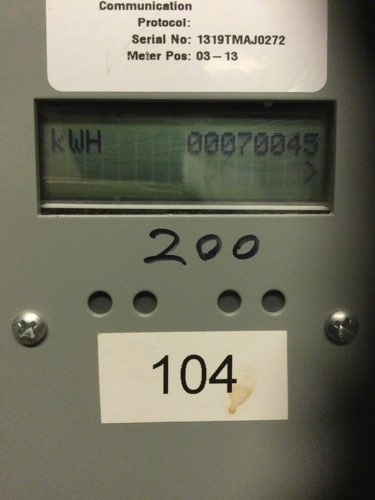 Communication
Protocol:
Serial No: 1319TMAJ0272
Meter Pos: 03-13
kWH 00070045
>
200
104